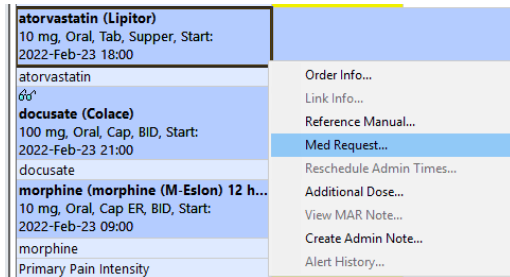 atorvastatin (Lipitor)
10 mg, Oral, Tab, Supper, Start:
2022-Feb-23 18:00
atorvastatin
docusate (Colace)
100 mg, Oral, Cap, BID, Start:
2022-Feb-23 21:00
docusate
morphine (morphine (M-Eslon) 12 h...
10 mg, Oral, Cap ER, BID, Start:
2022-Feb-23 09:00
morphine
Primary Pain Intensity
Order Info...
Link Info...
Reference Manual...
Med Request...
Reschedule Admin Times...
Additional Dose...
View MAR Note...
Create Admin Note...
Alert History...